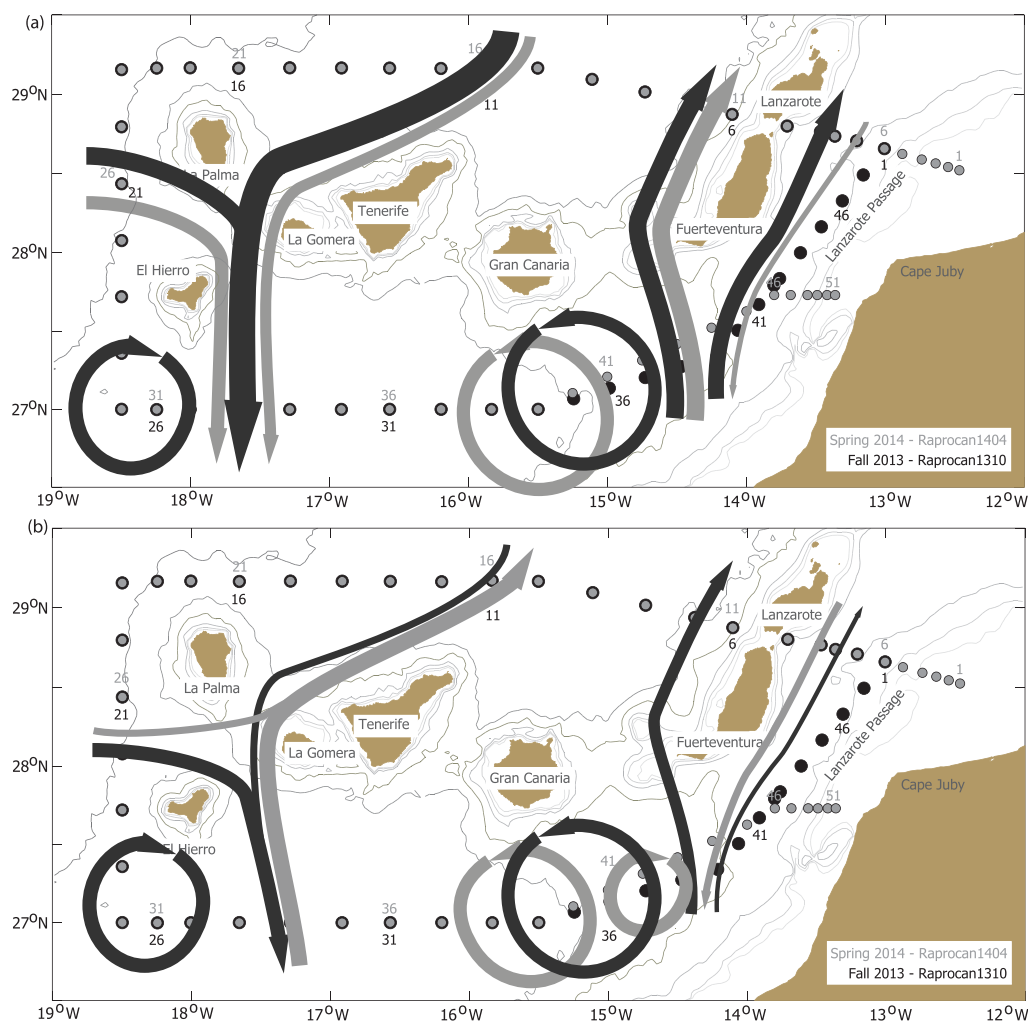 (a)
16
21
16
11
11
6
Lanzarote
6
1
1
29°N
La Palma
26
21
Tenerife
La Gomera
Fuerteventura
46
Lanzarote Passage
28°N
El Hierro
Gran Canaria
Cape Juby
46
51
41
41
31
26
36
31
36
27°N
Spring 2014 - Raprocan1404
Fall 2013 - Raprocan1310
19°W
18°W
17°W
16°W
15°W
14°W
13°W
12°W
(b)
16
21
16
11
11
6
Lanzarote
6
1
1
29°N
26
La Palma
21
Tenerife
La Gomera
Fuerteventura
46
Lanzarote Passage
28°N
Gran Canaria
Cape Juby
46
51
41
El Hierro
41
31
26
36
31
36
27°N
Spring 2014 - Raprocan1404
Fall 2013 - Raprocan1310
19°W
18°W
17°W
16°W
15°W
14°W
13°W
12°W